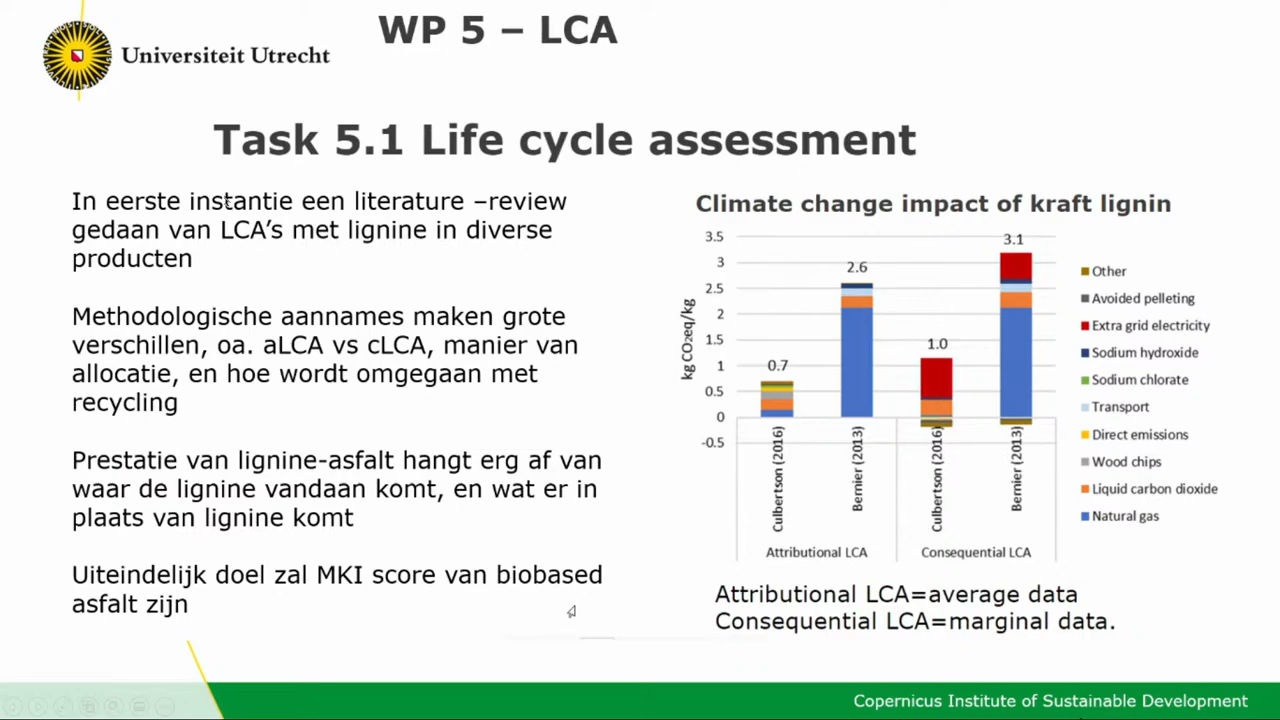 WP 5 – LCA
Universiteit Utrecht
Task 5.1 Life cycle assessment
In eerste instantie een literature –review
gedaan van LCA's met lignine in diverse
producten
Methodologische aannames maken grote
verschillen, oa. aLCA vs cLCA, manier van
allocatie, en hoe wordt omgegaan met
recycling
Prestatie van lignine-asfalt hangt erg af van
waar de lignine vandaan komt, en wat er in
plaats van lignine komt
Uiteindelijk doel zal MKI score van biobased
asfalt zijn
Climate change impact of kraft lignin
kg CO2eq/kg
3.5
3
2.5
2
1.5
1
0.5
0
-0.5
0.7
2.6
1.0
3.1
Culbertson (2016)
Bernier (2013)
Culbertson (2016)
Bernier (2013)
Attributional LCA
Consequential LCA
Other
Avoided pelleting
Extra grid electricity
Sodium hydroxide
Sodium chlorate
Transport
Direct emissions
Wood chips
Liquid carbon dioxide
Natural gas
Attributional LCA=average data
Consequential LCA=marginal data.
Copernicus Institute of Sustainable Development